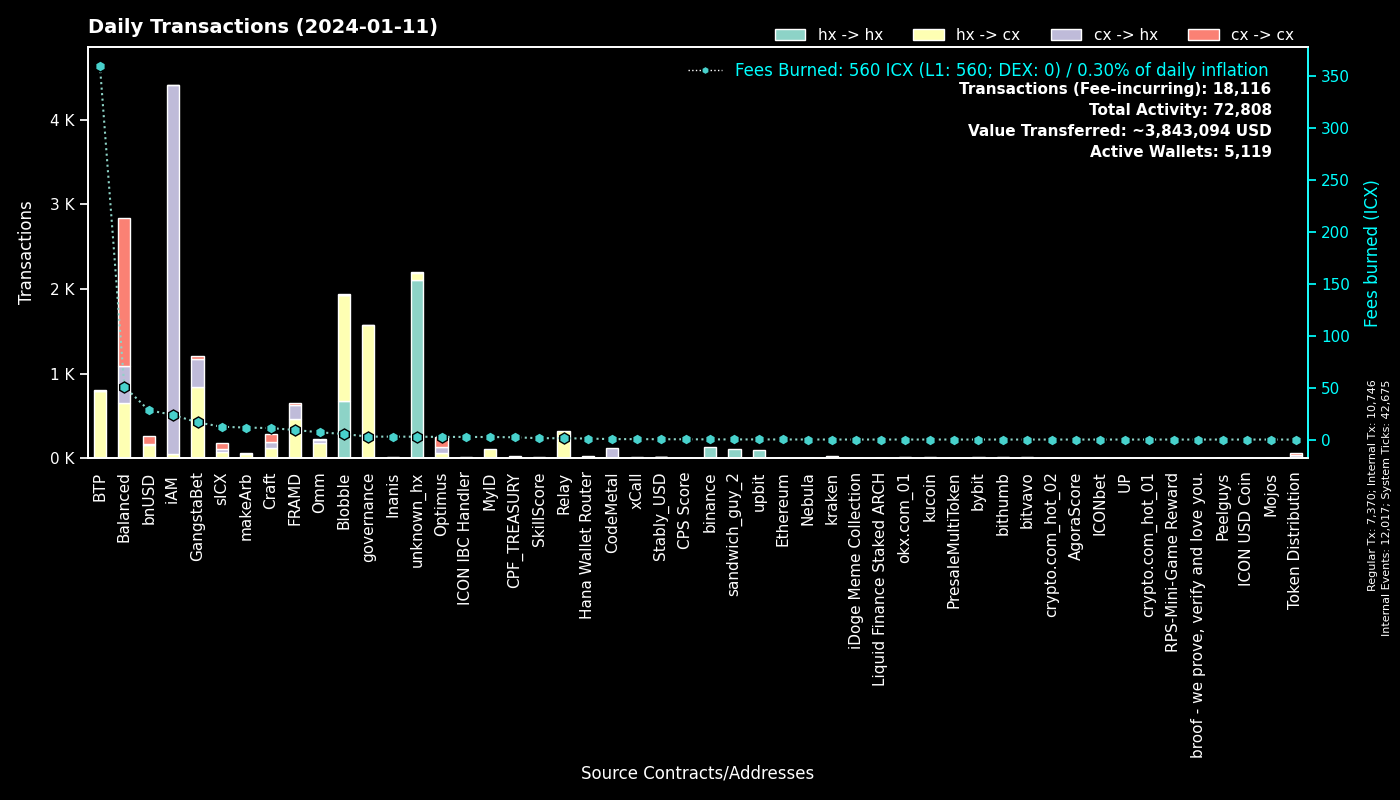 Daily Transactions (2024-01-11)
hx -> hx
hx -> cx
cx -> hx
cx -> cx
Fees Burned: 560 ICX (L1: 560; DEX: 0) / 0.30% of daily inflation
Transactions (Fee-incurring): 18,116
Total Activity: 72,808
Value Transferred: ~3,843,094 USD
Active Wallets: 5,119
Transactions
4 K
3 K
2 K
1 K
0 K
350
300
250
200
150
100
50
0
Fees burned (ICX)
Regular Tx: 7,370; Internal Tx: 10,746
Internal Events: 12,017; System Ticks: 42,675
BTP
Balanced
bnUSD
iAM
GangstaBet
sICX
makeArb
Craft
FRAMD
Omm
Blobble
governance
Inanis
unknown_hx
Optimus
ICON IBC Handler
MyID
CPF_TREASURY
SkillScore
Relay
Hana Wallet Router
CodeMetal
xCall
Stably_USD
CPS Score
binance
sandwich_guy_2
upbit
Ethereum
Nebula
kraken
iDoge Meme Collection
Liquid Finance Staked ARCH
okx.com_01
kucoin
PresaleMultiToken
bybit
bithumb
bitvavo
crypto.com_hot_02
AgoraScore
ICONbet
UP
crypto.com_hot_01
RPS-Mini-Game Reward
broof - we prove, verify and love you.
Peelguys
ICON USD Coin
Mojos
Token Distribution
Source Contracts/Addresses